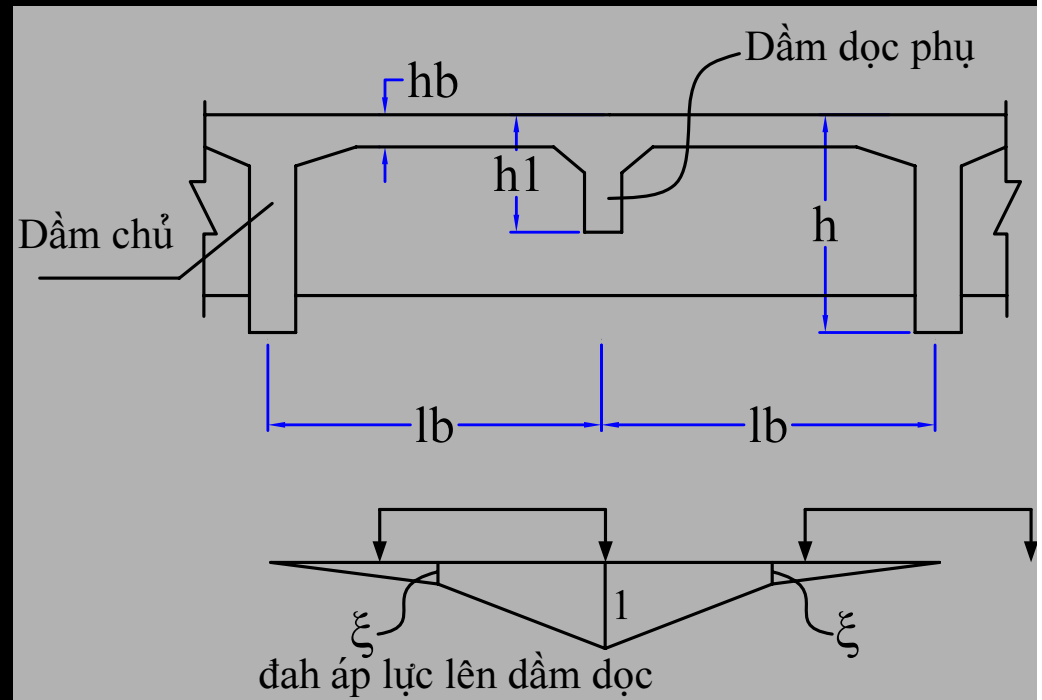 Dầm dọc phụ
hb
h1
h
Dầm chủ
lb
lb
1
ξ
ξ
đah áp lực lên dầm dọc